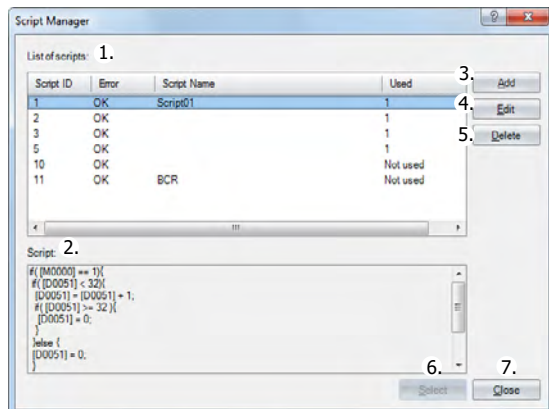 Script Manager
List of scripts: 1.
Script ID Error Script Name Used
1 OK Script01 1
2 OK 1
3 OK 1
5 OK 1
10 OK Not used
11 OK BCR Not used
3. Add
4. Edit
5. Delete
Script: 2.
if( [M0000] == 1){
if( [D0051] < 32){
[D0051] = [D0051] + 1;
if( [D0051] >= 32 ){
[D0051] = 0;
}
}else {
[D0051] = 0;
}
6. 7.
Select Close